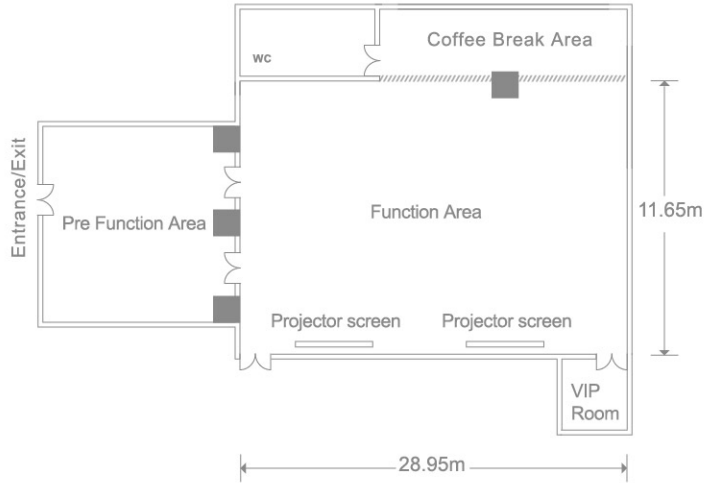 Coffee Break Area
WC
Entrance/Exit
Pre Function Area
Function Area
11.65m
Projector screen
Projector screen
VIP
Room
28.95m